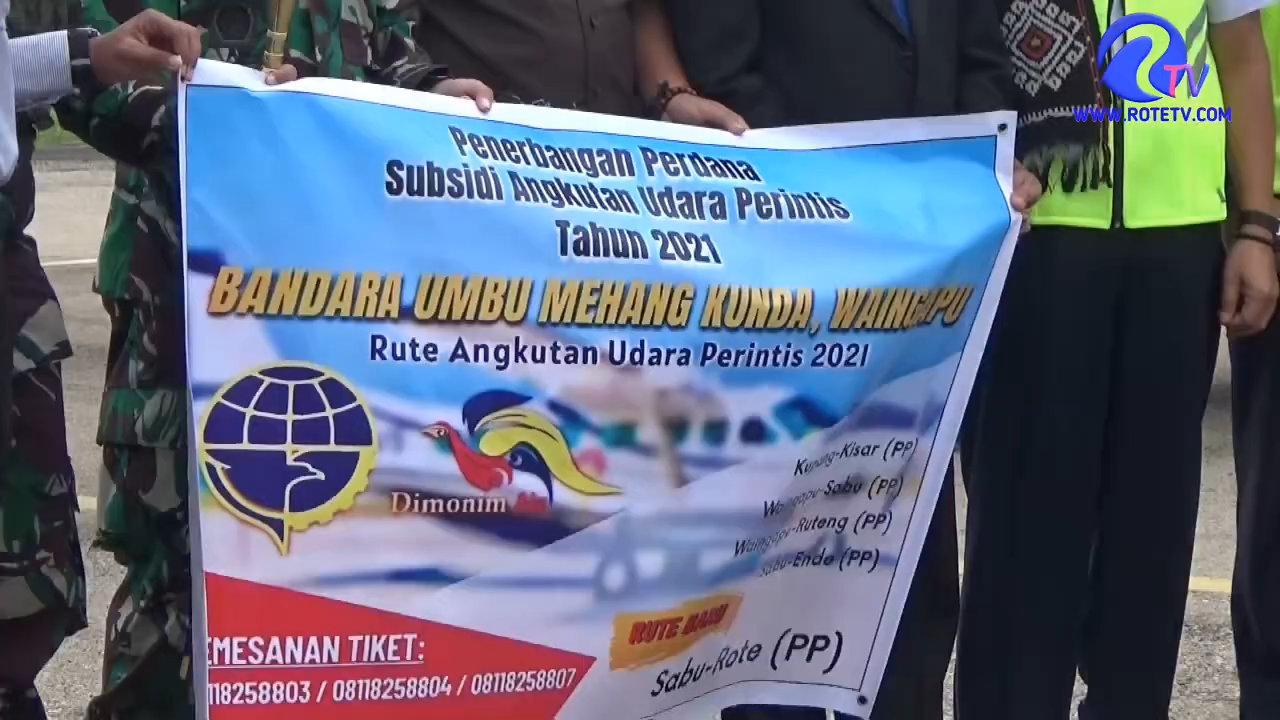 TV
WWW.ROTETV.COM
Penerbangan Perdana
Subsidi Angkutan Udara Perintis
Tahun 2021
BANDARA UMBU MEHANG KUNDA, WAINGAPU
Rute Angkutan Udara Perintis 2021
Dimonim Air
Kupang-Kisar (PP)
Waingapu-Sabu (PP)
Waingapu-Ruteng (PP)
Sabu-Ende (PP)
RUTE BARU
Sabu-Rote (PP)
EMESANAN TIKET:
118258803 / 08118258804 / 08118258807